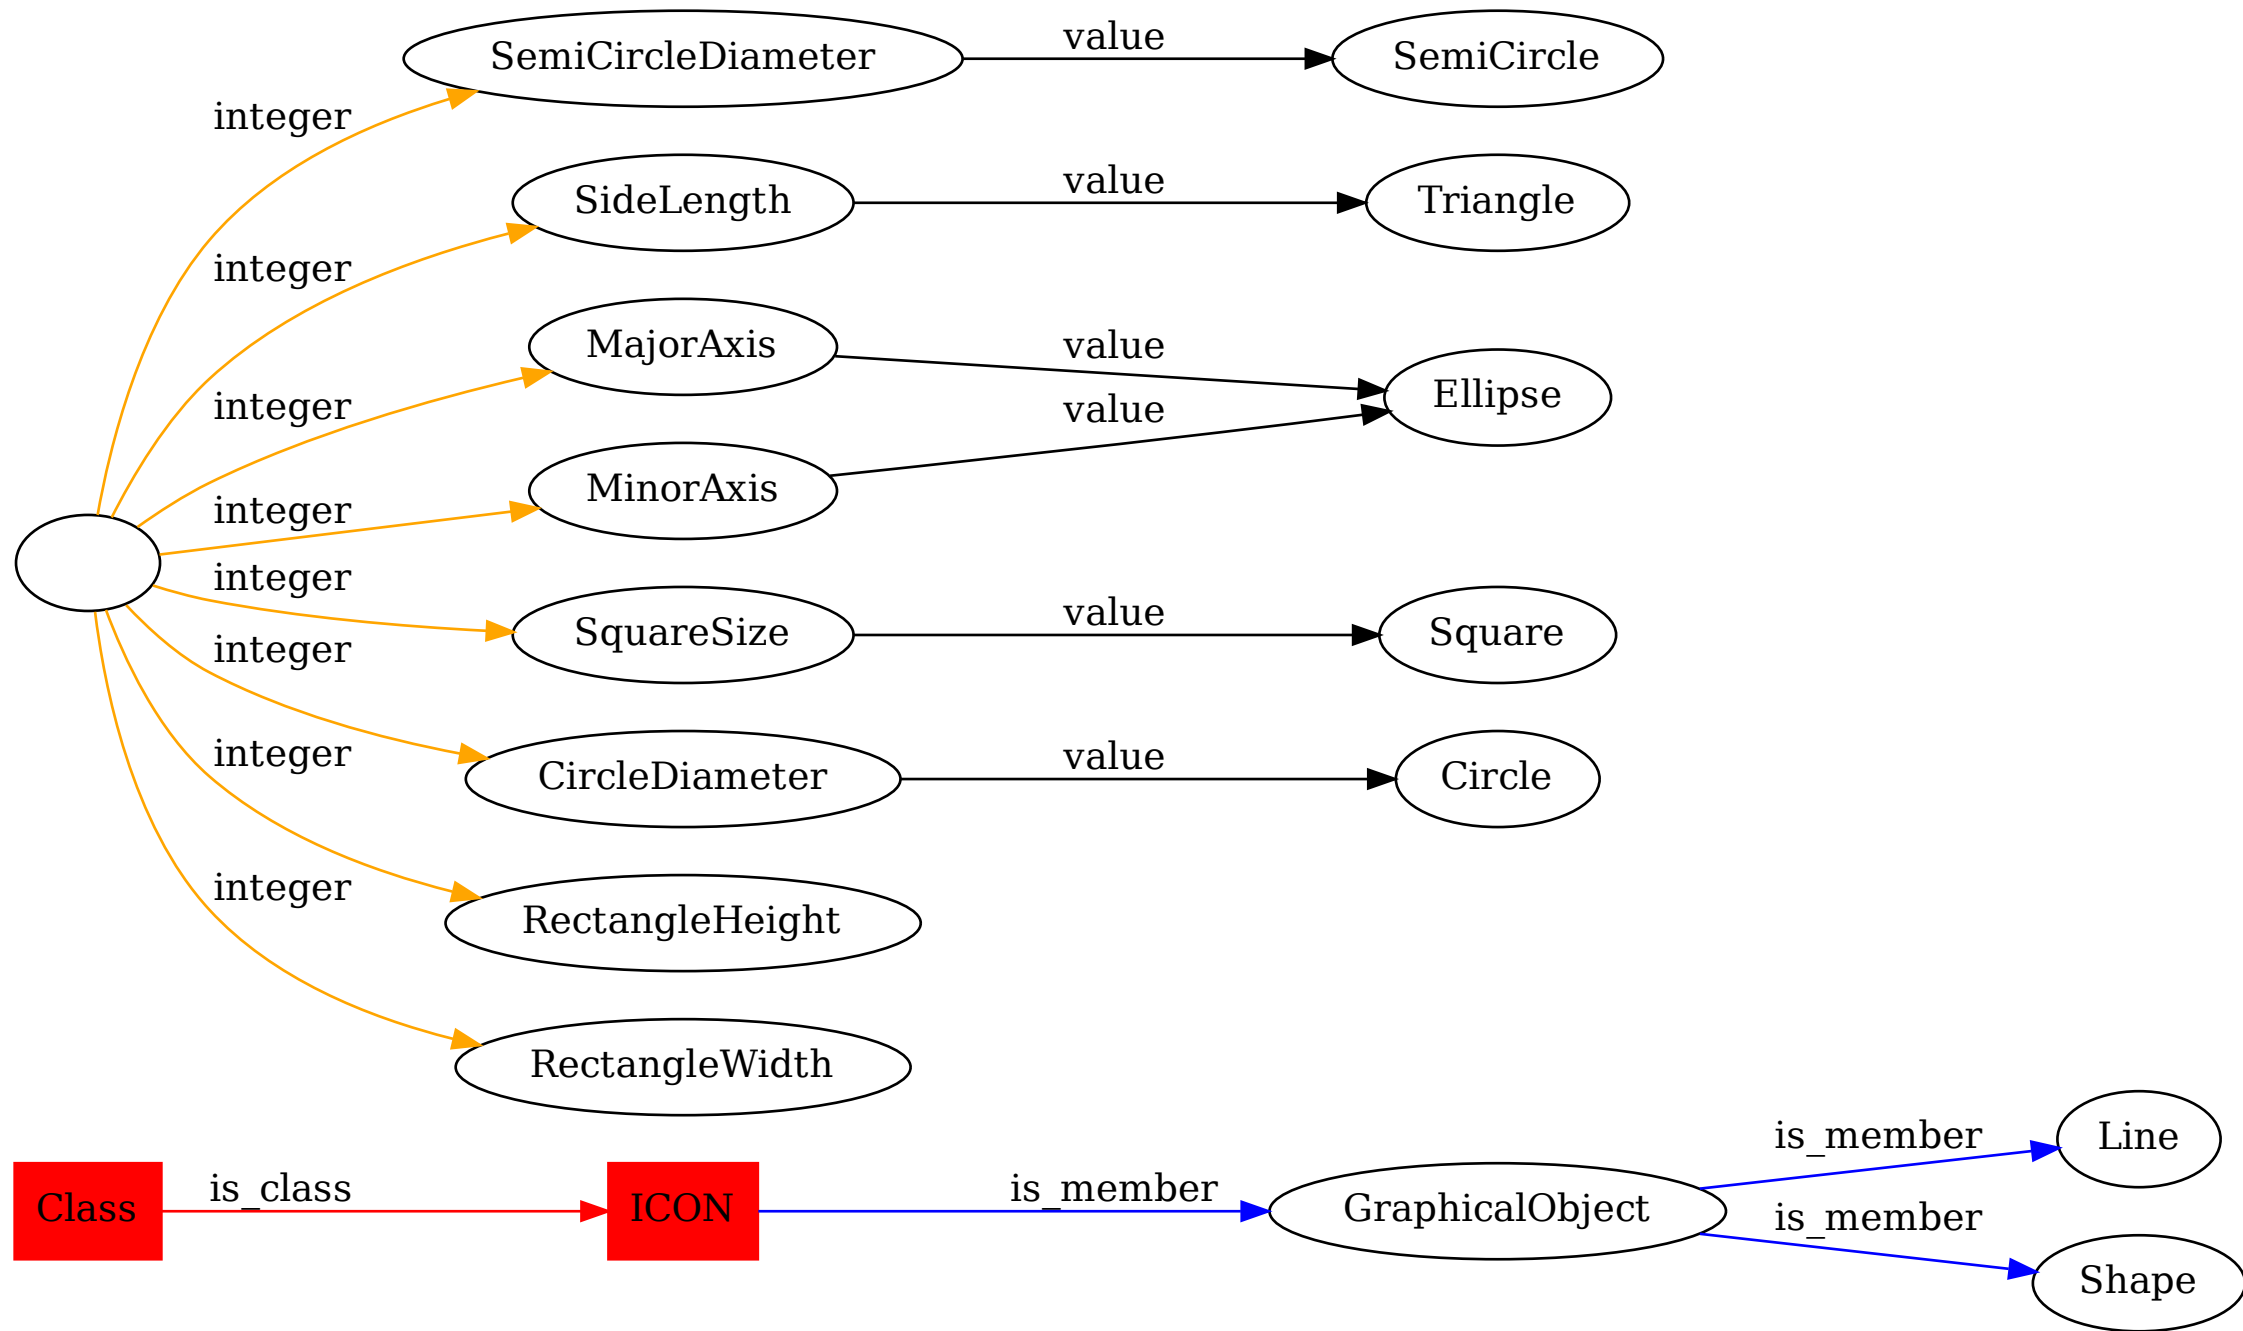 SemiCircleDiameter
value
SemiCircle
integer
SideLength
value
Triangle
integer
MajorAxis
value
Ellipse
integer
MinorAxis
value
integer
integer
SquareSize
value
Square
integer
CircleDiameter
value
Circle
integer
RectangleHeight
integer
RectangleWidth
Class
is_class
ICON
is_member
GraphicalObject
is_member
Line
is_member
Shape